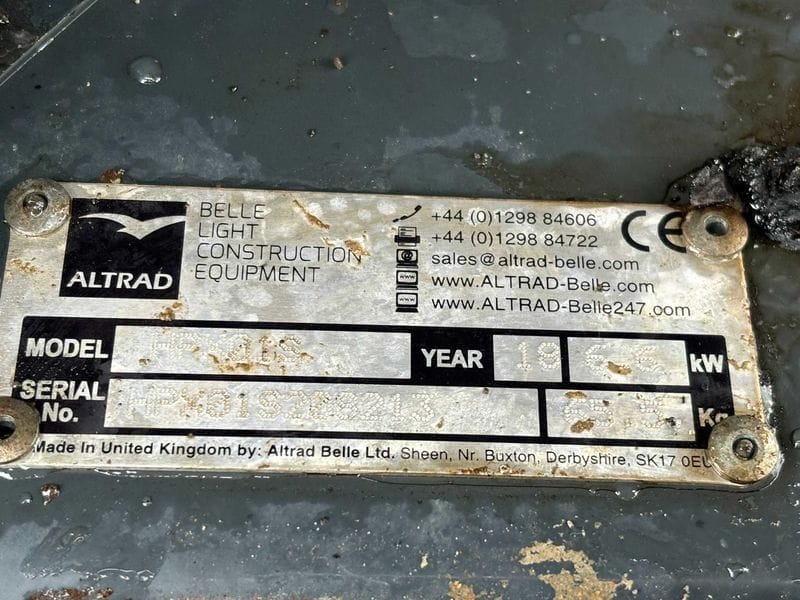 BELLE
LIGHT
CONSTRUCTION
EQUIPMENT
ALTRAD
+44 (0)1298 84606
+44 (0)1298 84722
sales@altrad-belle.com
www.ALTRAD-Belle.com
www.ALTRAD-Belle247.com
CE
MODEL YEAR 18 kW
SERIAL
No. Kg
Made in United Kingdom by: Altrad Belle Ltd. Sheen, Nr. Buxton, Derbyshire, SK17 0EU